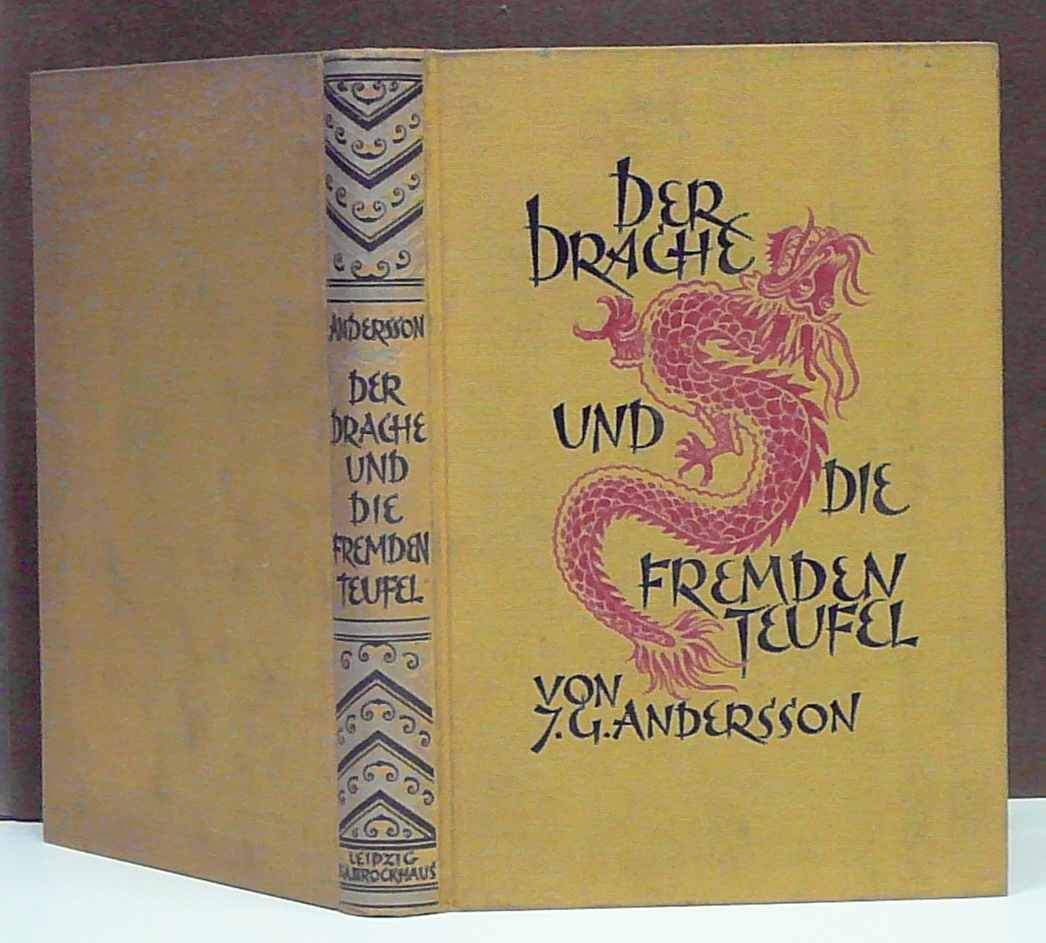 ANDERSSON
DER
DRACHE
UND
DIE
FREMDEN
TEUFEL
LEIPZIG
F.A.BROCKHAUS
DER
DRACHE
UND
DIE
FREMDEN
TEUFEL
VON
J.G.ANDERSSON